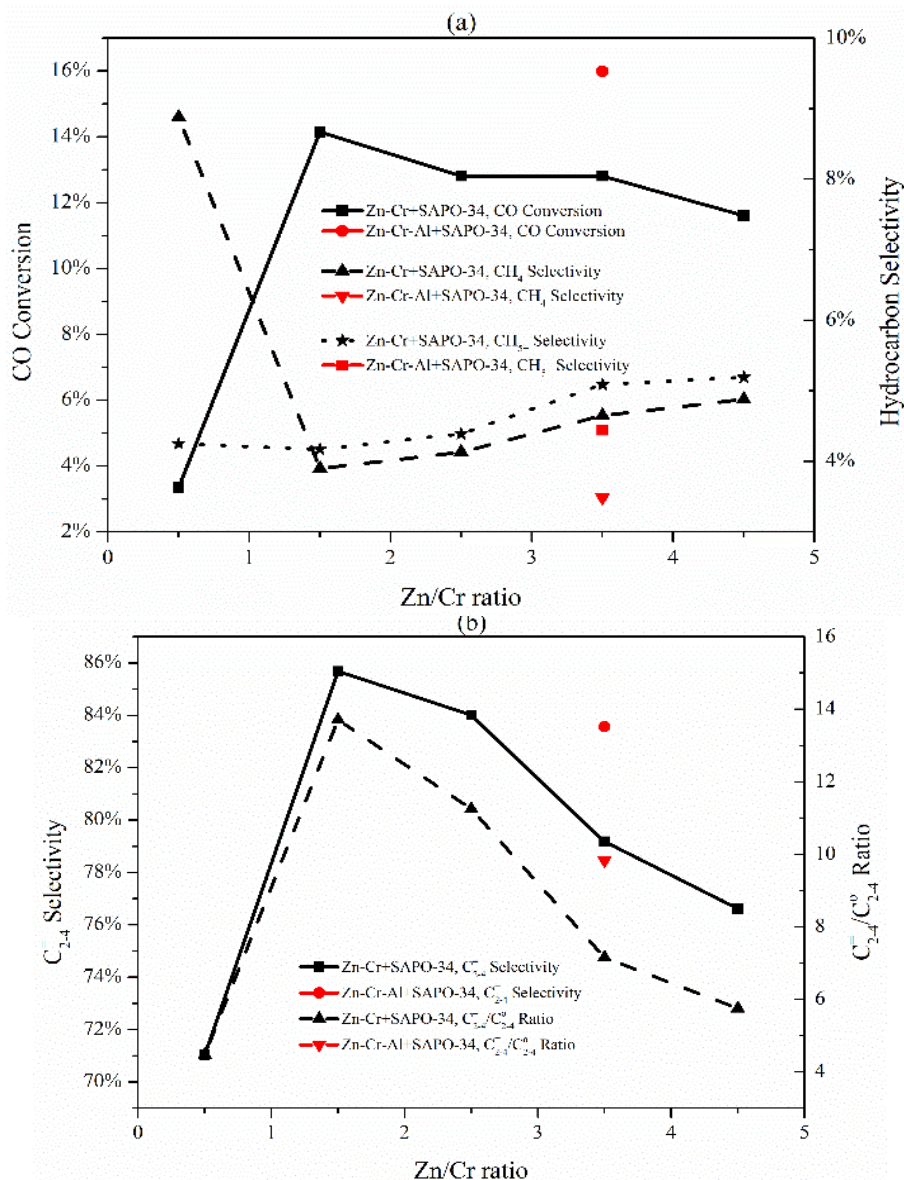 (a)
10%
16%
14%
8%
12%
Zn-Cr+SAPO-34, CO Conversion
Zn-Cr-Al+SAPO-34, CO Conversion
10%
Zn-Cr+SAPO-34, CH4 Selectivity
Zn-Cr-Al+SAPO-34, CH4 Selectivity
6%
8%
Zn-Cr+SAPO-34, CH5+ Selectivity
Zn-Cr-Al+SAPO-34, CH5 Selectivity
6%
4%
4%
2%
CO Conversion
Hydrocarbon Selectivity
0 1 2 3 4 5
Zn/Cr ratio
(b)
16
86%
14
84%
82%
12
80%
10
78%
76%
8
74%
Zn-Cr+SAPO-34, C=2-4 Selectivity
6
Zn-Cr-Al+SAPO-34, C=2-4 Selectivity
72%
Zn-Cr+SAPO-34, C=2-4/Co2-4 Ratio
Zn-Cr-Al+SAPO-34, C=2-4/Co2-4 Ratio
70%
4
C=2-4 Selectivity
C=2-4/Co2-4 Ratio
0 1 2 3 4 5
Zn/Cr ratio